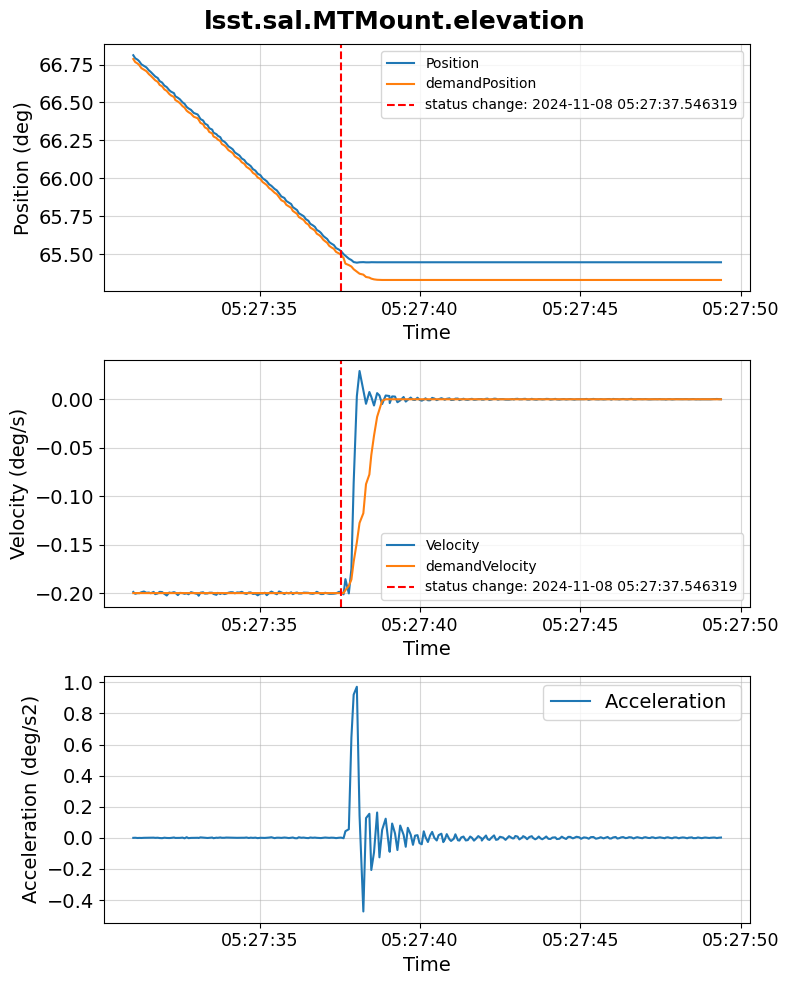 lsst.sal.MTMount.elevation
Position (deg)
66.75
66.50
66.25
66.00
65.75
65.50
Position
demandPosition
status change: 2024-11-08 05:27:37.546319
05:27:35
05:27:40
05:27:45
05:27:50
Time
Velocity (deg/s)
0.00
−0.05
−0.10
−0.15
−0.20
Velocity
demandVelocity
status change: 2024-11-08 05:27:37.546319
05:27:35
05:27:40
05:27:45
05:27:50
Time
Acceleration (deg/s2)
1.0
0.8
0.6
0.4
0.2
0.0
−0.2
−0.4
Acceleration
05:27:35
05:27:40
05:27:45
05:27:50
Time